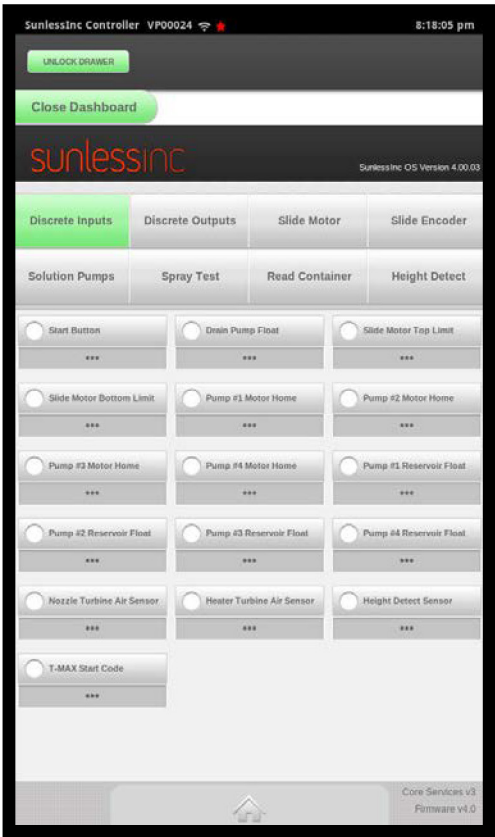 SunlessInc Controller VP00024 8:18:05 pm
UNLOCK DRAWER
Close Dashboard
sunlessinc
SunlessInc OS Version 4.00.03
Discrete Inputs Discrete Outputs Slide Motor Slide Encoder
Solution Pumps Spray Test Read Container Height Detect
Start Button Drain Pump Float Slide Motor Top Limit
*** *** ***
Slide Motor Bottom Limit Pump #1 Motor Home Pump #2 Motor Home
*** *** ***
Pump #3 Motor Home Pump #4 Motor Home Pump #1 Reservoir Float
*** *** ***
Pump #2 Reservoir Float Pump #3 Reservoir Float Pump #4 Reservoir Float
*** *** ***
Nozzle Turbine Air Sensor Heater Turbine Air Sensor Height Detect Sensor
*** *** ***
T-MAX Start Code
***
Core Services v3
Firmware v4.0